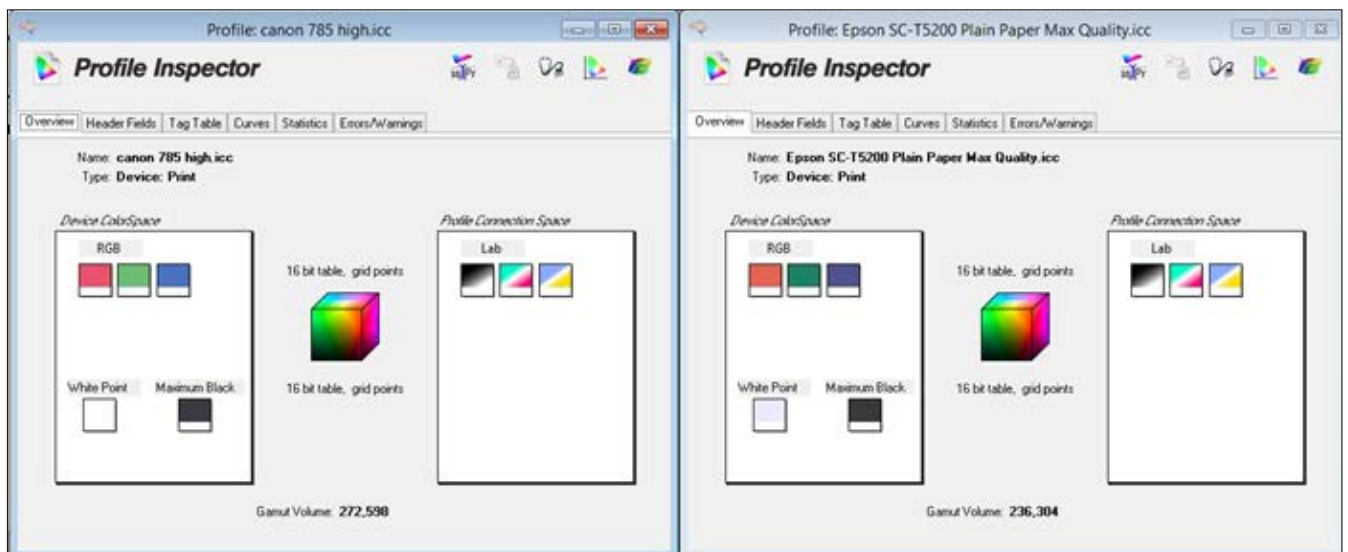 Profile: canon 785 high.icc
Profile Inspector
Overview Header Fields Tag Table Curves Statistics Errors/Warnings
Name: canon 785 high.icc
Type: Device: Print
Device ColorSpace
Profile Connection Space
RGB
Lab
16 bit table, grid points
White Point Maximum Black
16 bit table, grid points
Gamut Volume: 272,598
Profile: Epson SC-T5200 Plain Paper Max Quality.icc
Profile Inspector
Overview Header Fields Tag Table Curves Statistics Errors/Warnings
Name: Epson SC-T5200 Plain Paper Max Quality.icc
Type: Device: Print
Device ColorSpace
Profile Connection Space
RGB
Lab
16 bit table, grid points
White Point Maximum Black
16 bit table, grid points
Gamut Volume: 236,304